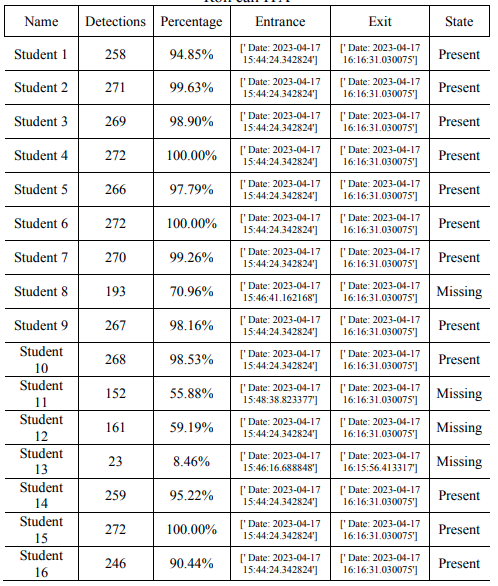 Name Detections Percentage Entrance Exit State
Student 1 258 94.85% [' Date: 2023-04-17 15:44:24.342824'] [' Date: 2023-04-17 16:16:31.030075'] Present
Student 2 271 99.63% [' Date: 2023-04-17 15:44:24.342824'] [' Date: 2023-04-17 16:16:31.030075'] Present
Student 3 269 98.90% [' Date: 2023-04-17 15:44:24.342824'] [' Date: 2023-04-17 16:16:31.030075'] Present
Student 4 272 100.00% [' Date: 2023-04-17 15:44:24.342824'] [' Date: 2023-04-17 16:16:31.030075'] Present
Student 5 266 97.79% [' Date: 2023-04-17 15:44:24.342824'] [' Date: 2023-04-17 16:16:31.030075'] Present
Student 6 272 100.00% [' Date: 2023-04-17 15:44:24.342824'] [' Date: 2023-04-17 16:16:31.030075'] Present
Student 7 270 99.26% [' Date: 2023-04-17 15:44:24.342824'] [' Date: 2023-04-17 16:16:31.030075'] Present
Student 8 193 70.96% [' Date: 2023-04-17 15:46:41.162168'] [' Date: 2023-04-17 16:16:31.030075'] Missing
Student 9 267 98.16% [' Date: 2023-04-17 15:44:24.342824'] [' Date: 2023-04-17 16:16:31.030075'] Present
Student 10 268 98.53% [' Date: 2023-04-17 15:44:24.342824'] [' Date: 2023-04-17 16:16:31.030075'] Present
Student 11 152 55.88% [' Date: 2023-04-17 15:48:38.823377'] [' Date: 2023-04-17 16:16:31.030075'] Missing
Student 12 161 59.19% [' Date: 2023-04-17 15:44:24.342824'] [' Date: 2023-04-17 16:16:31.030075'] Missing
Student 13 23 8.46% [' Date: 2023-04-17 15:46:16.688848'] [' Date: 2023-04-17 16:15:56.413317'] Missing
Student 14 259 95.22% [' Date: 2023-04-17 15:44:24.342824'] [' Date: 2023-04-17 16:16:31.030075'] Present
Student 15 272 100.00% [' Date: 2023-04-17 15:44:24.342824'] [' Date: 2023-04-17 16:16:31.030075'] Present
Student 16 246 90.44% [' Date: 2023-04-17 15:44:24.342824'] [' Date: 2023-04-17 16:16:31.030075'] Present